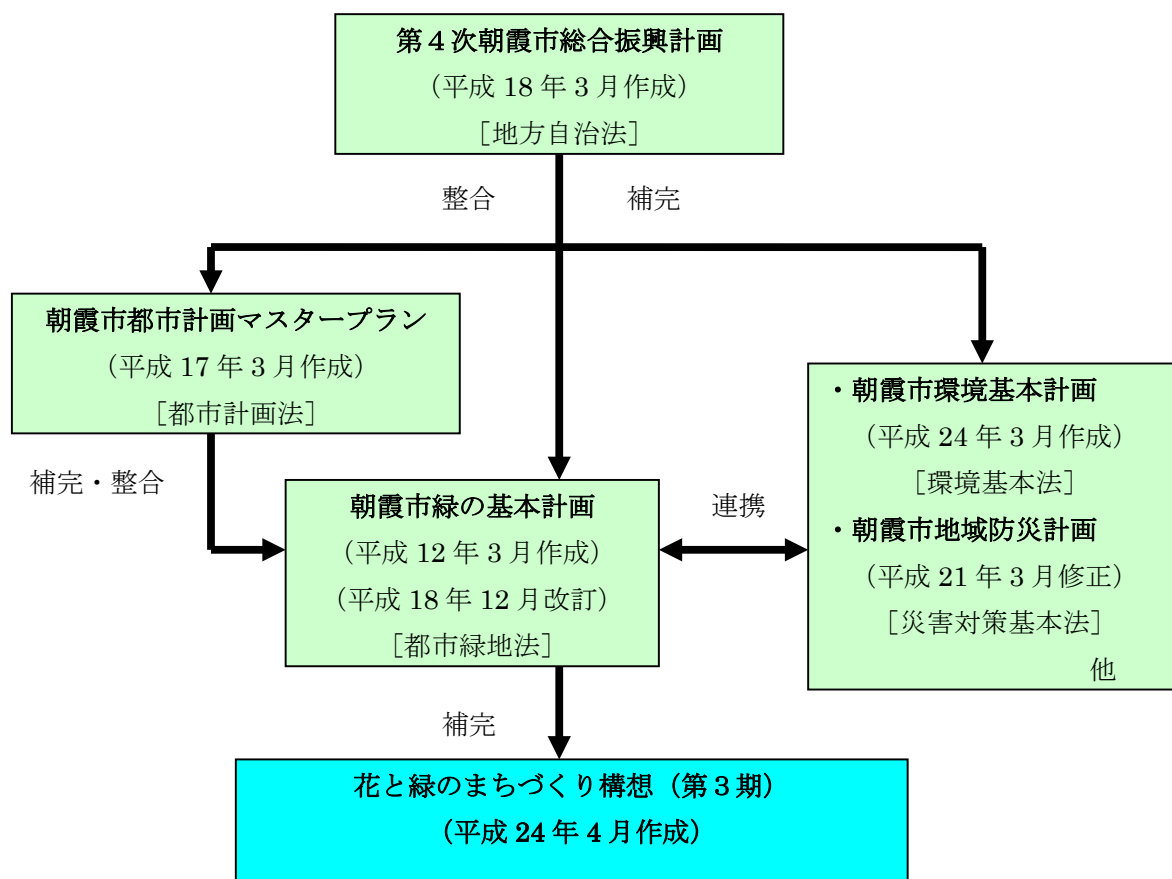 第４次朝霞市総合振興計画
（平成 18 年 3 月作成）
［地方自治法］
整合
補完
朝霞市都市計画マスタープラン
（平成 17 年 3 月作成）
［都市計画法］
・朝霞市環境基本計画
（平成 24 年 3 月作成）
［環境基本法］
・朝霞市地域防災計画
（平成 21 年 3 月修正）
［災害対策基本法］
他
補完・整合
朝霞市緑の基本計画
（平成 12 年 3 月作成）
（平成 18 年 12 月改訂）
［都市緑地法］
連携
補完
花と緑のまちづくり構想（第３期）
（平成 24 年 4 月作成）